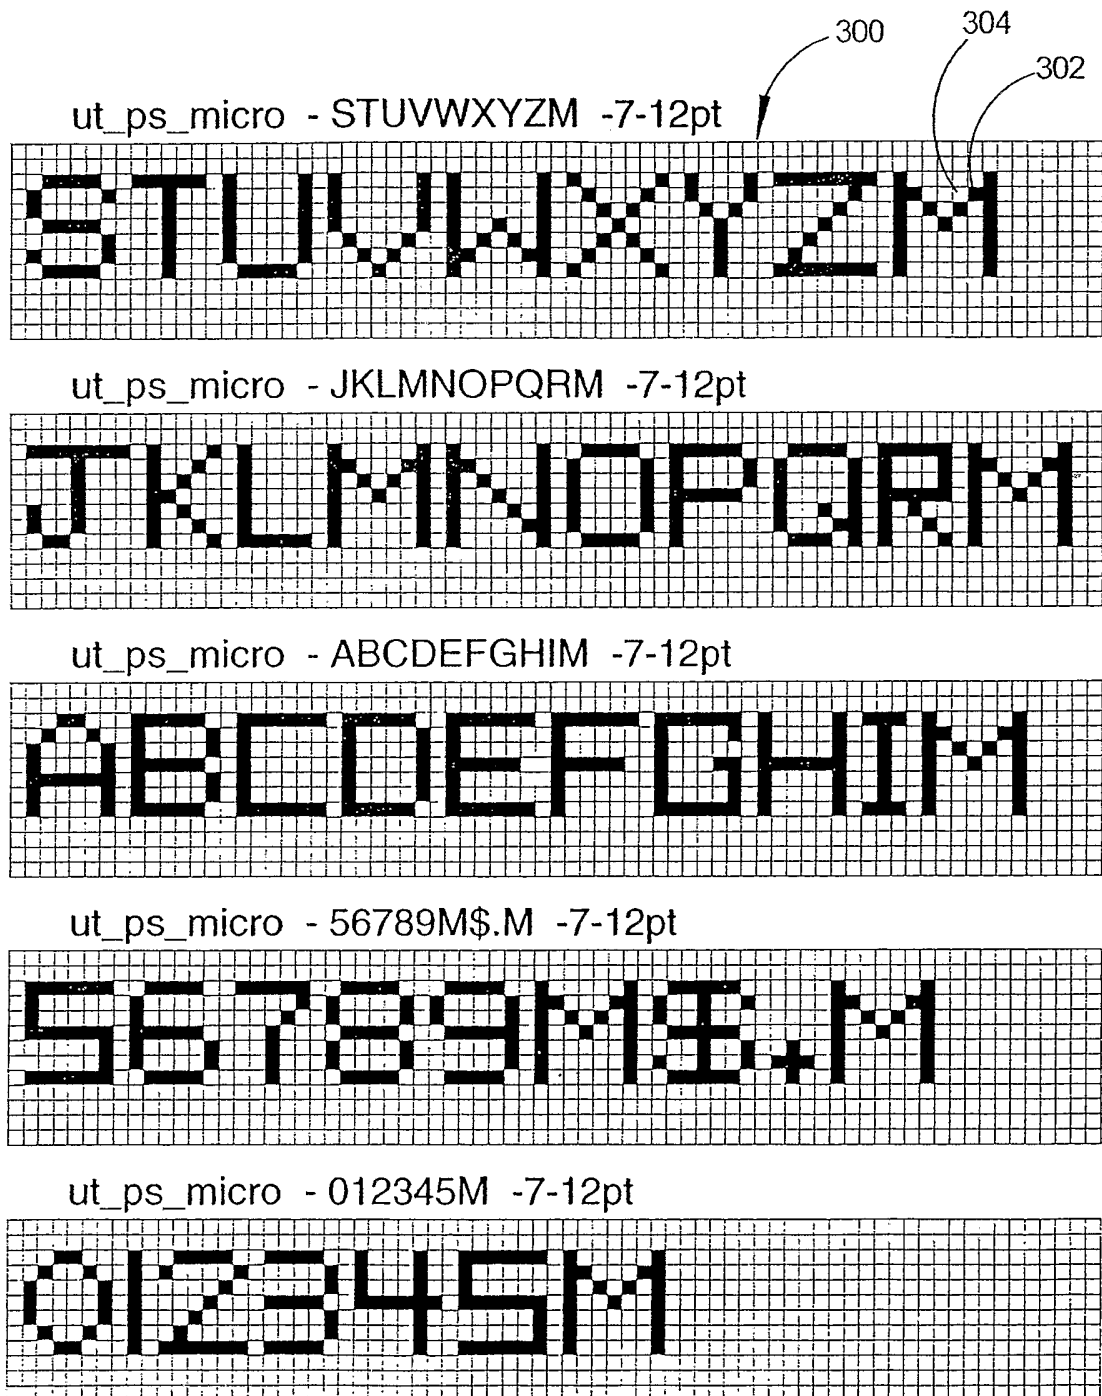 300 304
302
ut_ps_micro - STUVWXYZM -7-12pt
STUVWXYZM
ut_ps_micro - JKLMNOPQRM -7-12pt
JKLMNOPQRM
ut_ps_micro - ABCDEFGHIM -7-12pt
ABCDEFGHIM
ut_ps_micro - 56789M$.M -7-12pt
56789M$.M
ut_ps_micro - 012345M -7-12pt
012345M